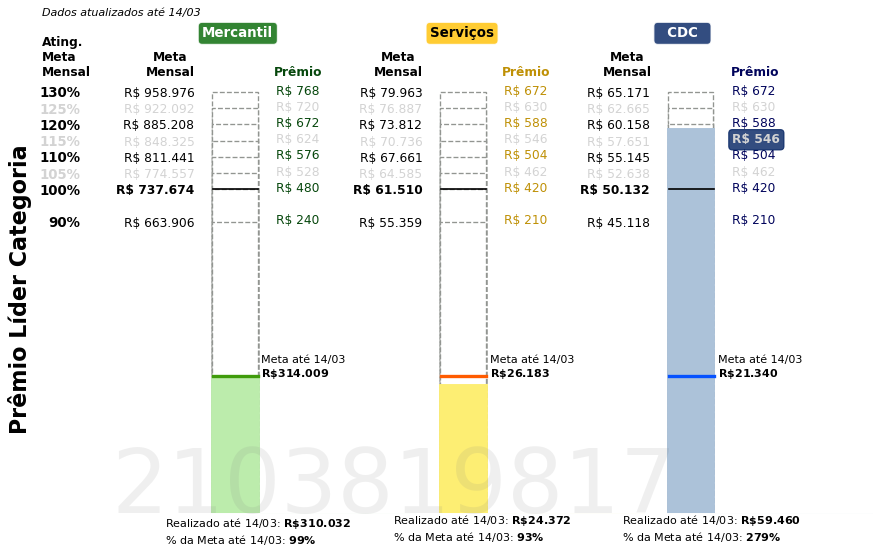 Dados atualizados até 14/03
Mercantil Serviços CDC
Ating. Meta Mensal Meta Mensal Prêmio Meta Mensal Prêmio Meta Mensal Prêmio
130% R$ 958.976 R$ 768 R$ 79.963 R$ 672 R$ 65.171 R$ 672
125% R$ 922.092 R$ 720 R$ 76.887 R$ 630 R$ 62.665 R$ 630
120% R$ 885.208 R$ 672 R$ 73.812 R$ 588 R$ 60.158 R$ 588
115% R$ 848.325 R$ 624 R$ 70.736 R$ 546 R$ 57.651 R$ 546
110% R$ 811.441 R$ 576 R$ 67.661 R$ 504 R$ 55.145 R$ 504
105% R$ 774.557 R$ 528 R$ 64.585 R$ 462 R$ 52.638 R$ 462
100% R$ 737.674 R$ 480 R$ 61.510 R$ 420 R$ 50.132 R$ 420
90% R$ 663.906 R$ 240 R$ 55.359 R$ 210 R$ 45.118 R$ 210
Prêmio Líder Categoria
Meta até 14/03 Meta até 14/03 Meta até 14/03
R$314.009 R$26.183 R$21.340
2103819817
Realizado até 14/03: R$310.032 Realizado até 14/03: R$24.372 Realizado até 14/03: R$59.460
% da Meta até 14/03: 99% % da Meta até 14/03: 93% % da Meta até 14/03: 279%